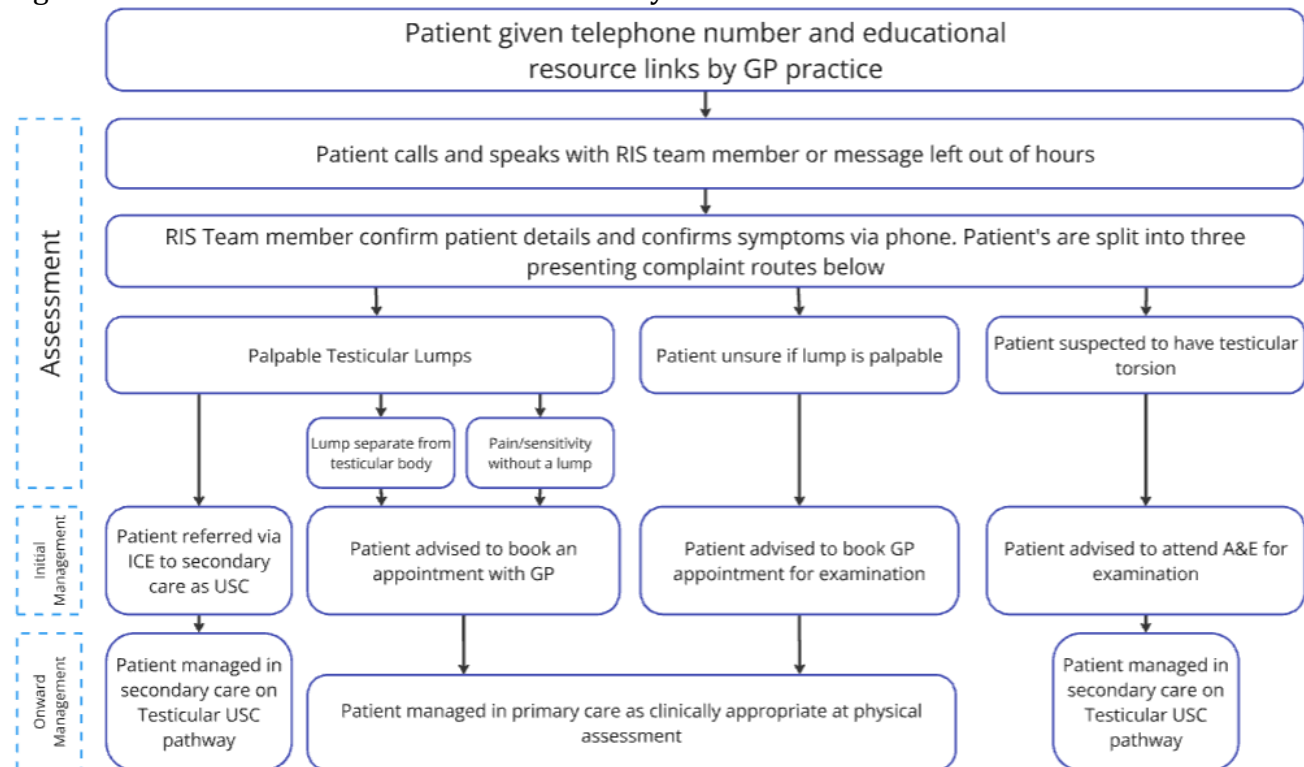 Patient given telephone number and educational
resource links by GP practice
Assessment
Patient calls and speaks with RIS team member or message left out of hours
RIS Team member confirm patient details and confirms symptoms via phone. Patient's are split into three
presenting complaint routes below
Palpable Testicular Lumps
Patient unsure if lump is palpable
Patient suspected to have testicular
torsion
Lump separate from
testicular body
Pain/sensitivity
without a lump
Initial
Management
Patient referred via
ICE to secondary
care as USC
Patient advised to book an
appointment with GP
Patient advised to book GP
appointment for examination
Patient advised to attend A&E for
examination
Onward
Management
Patient managed in
secondary care on
Testicular USC
pathway
Patient managed in primary care as clinically appropriate at physical
assessment
Patient managed in
secondary care on
Testicular USC
pathway